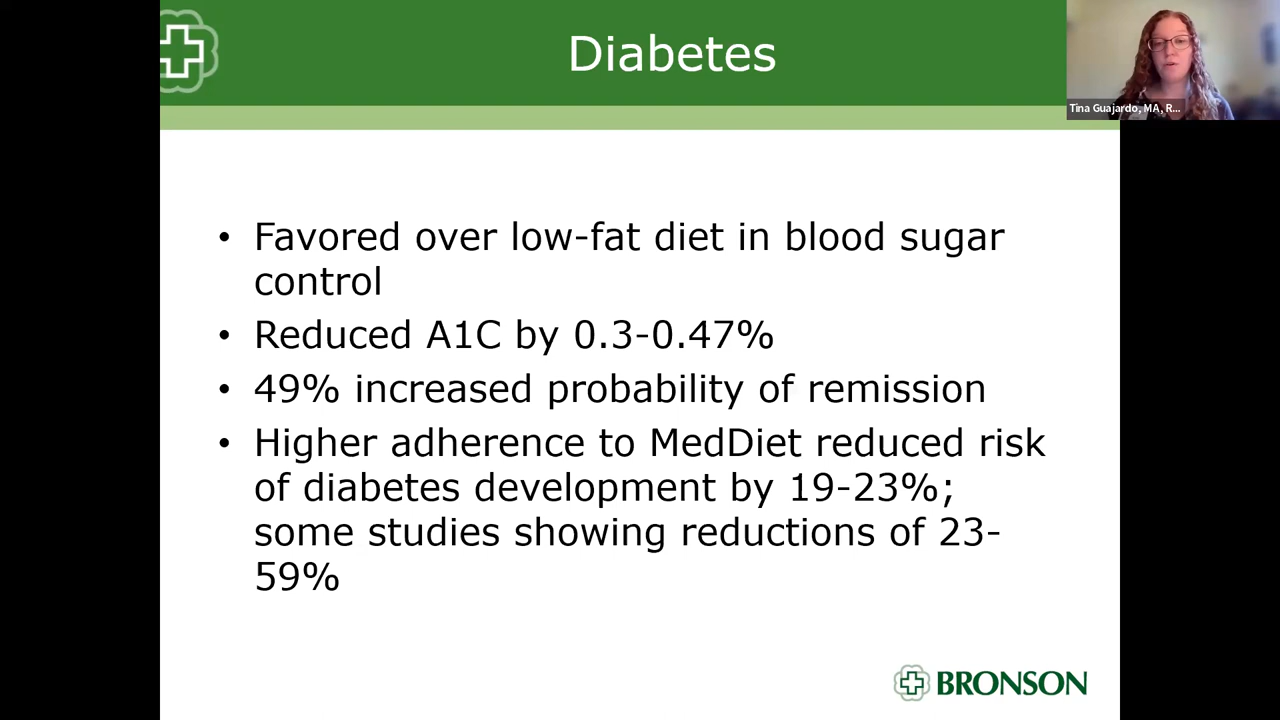 Diabetes
Tina Guajardo, MA, R...
• Favored over low-fat diet in blood sugar
control
• Reduced A1C by 0.3-0.47%
• 49% increased probability of remission
• Higher adherence to MedDiet reduced risk
of diabetes development by 19-23%;
some studies showing reductions of 23-
59%
BRONSON